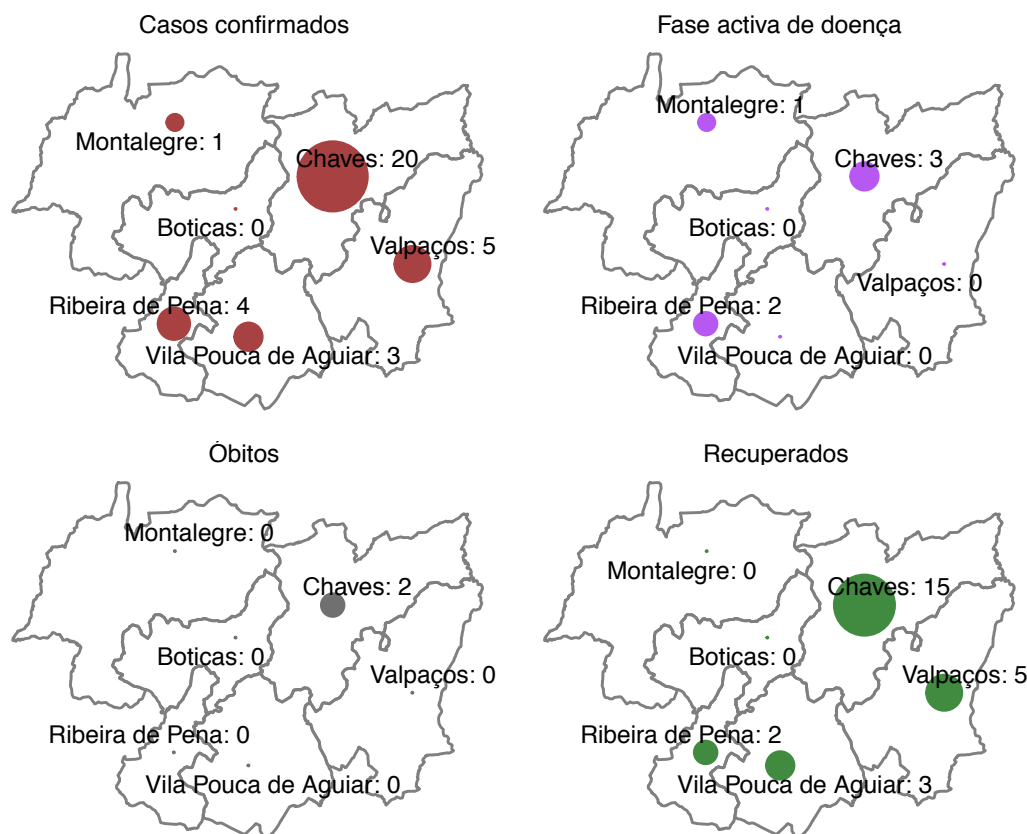 Casos confirmados
Montalegre: 1
Chaves: 20
Boticas: 0
Valpaços: 5
Ribeira de Pena: 4
Vila Pouca de Aguiar: 3
Fase activa de doença
Montalegre: 1
Chaves: 3
Boticas: 0
Valpaços: 0
Ribeira de Pena: 2
Vila Pouca de Aguiar: 0
Óbitos
Montalegre: 0
Chaves: 2
Boticas: 0
Valpaços: 0
Ribeira de Pena: 0
Vila Pouca de Aguiar: 0
Recuperados
Montalegre: 0
Chaves: 15
Boticas: 0
Valpaços: 5
Ribeira de Pena: 2
Vila Pouca de Aguiar: 3